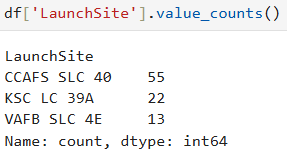 df['LaunchSite'].value_counts()
LaunchSite
CCAFS SLC 40    55
KSC LC 39A      22
VAFB SLC 4E     13
Name: count, dtype: int64